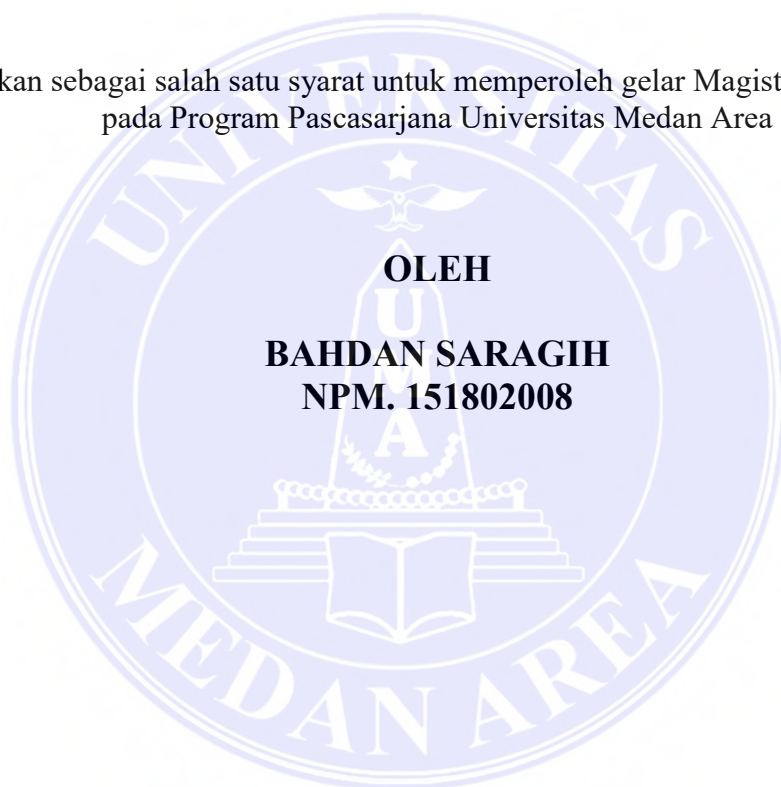 kan sebagai salah satu syarat untuk memperoleh gelar Magist
pada Program Pascasarjana Universitas Medan Area
UNIVERSITAS
OLEH
UMA
BAHDAN SARAGIH
NPM. 151802008
MEDAN AREA